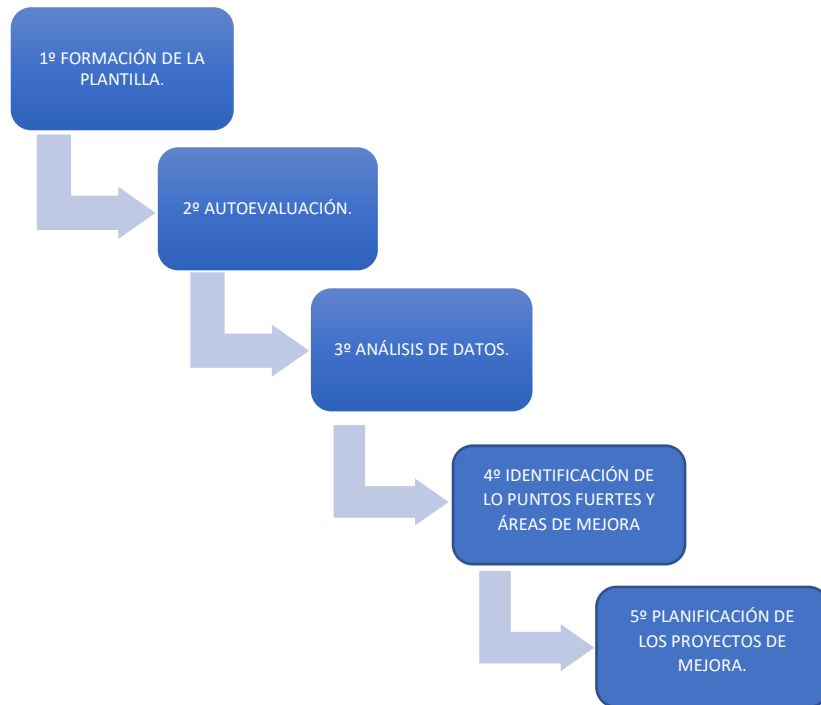 1º FORMACIÓN DE LA
PLANTILLA.
2º AUTOEVALUACIÓN.
3º ANÁLISIS DE DATOS.
4º IDENTIFICACIÓN DE
LO PUNTOS FUERTES Y
ÁREAS DE MEJORA
5º PLANIFICACIÓN DE
LOS PROYECTOS DE
MEJORA.